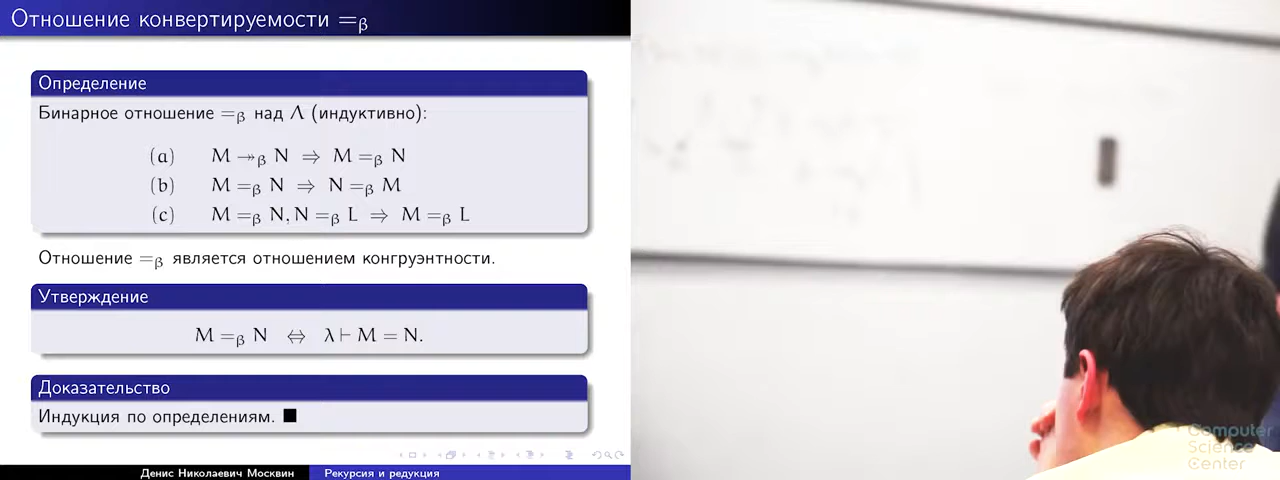 Отношение конвертируемости =β
Определение
Бинарное отношение =β над Λ (индуктивно):
(a) M ↠β N ⇒ M =β N
(b) M =β N ⇒ N =β M
(c) M =β N, N =β L ⇒ M =β L
Отношение =β является отношением конгруэнтности.
Утверждение
M =β N ⇔ λ ⊢ M = N.
Доказательство
Индукция по определениям. ■
Денис Николаевич Москвин Рекурсия и редукция
Computer
Science
Center